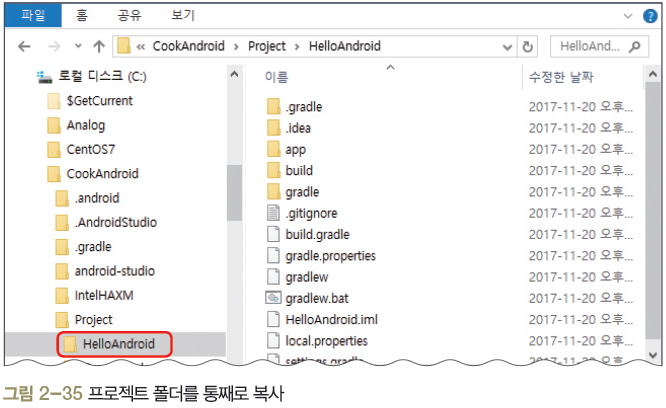 파일 홈 공유 보기
« CookAndroid › Project › HelloAndroid HelloAnd...
로컬 디스크 (C:)
$GetCurrent
Analog
CentOS7
CookAndroid
.android
.AndroidStudio
.gradle
android-studio
IntelHAXM
Project
HelloAndroid
이름 수정한 날짜
.gradle 2017-11-20 오후...
.idea 2017-11-20 오후...
app 2017-11-20 오후...
build 2017-11-20 오후...
gradle 2017-11-20 오후...
.gitignore 2017-11-20 오후...
build.gradle 2017-11-20 오후...
gradle.properties 2017-11-20 오후...
gradlew 2017-11-20 오후...
gradlew.bat 2017-11-20 오후...
HelloAndroid.iml 2017-11-20 오후...
local.properties 2017-11-20 오후...
settings.gradle 2017-11-20 오후...
그림 2-35 프로젝트 폴더를 통째로 복사